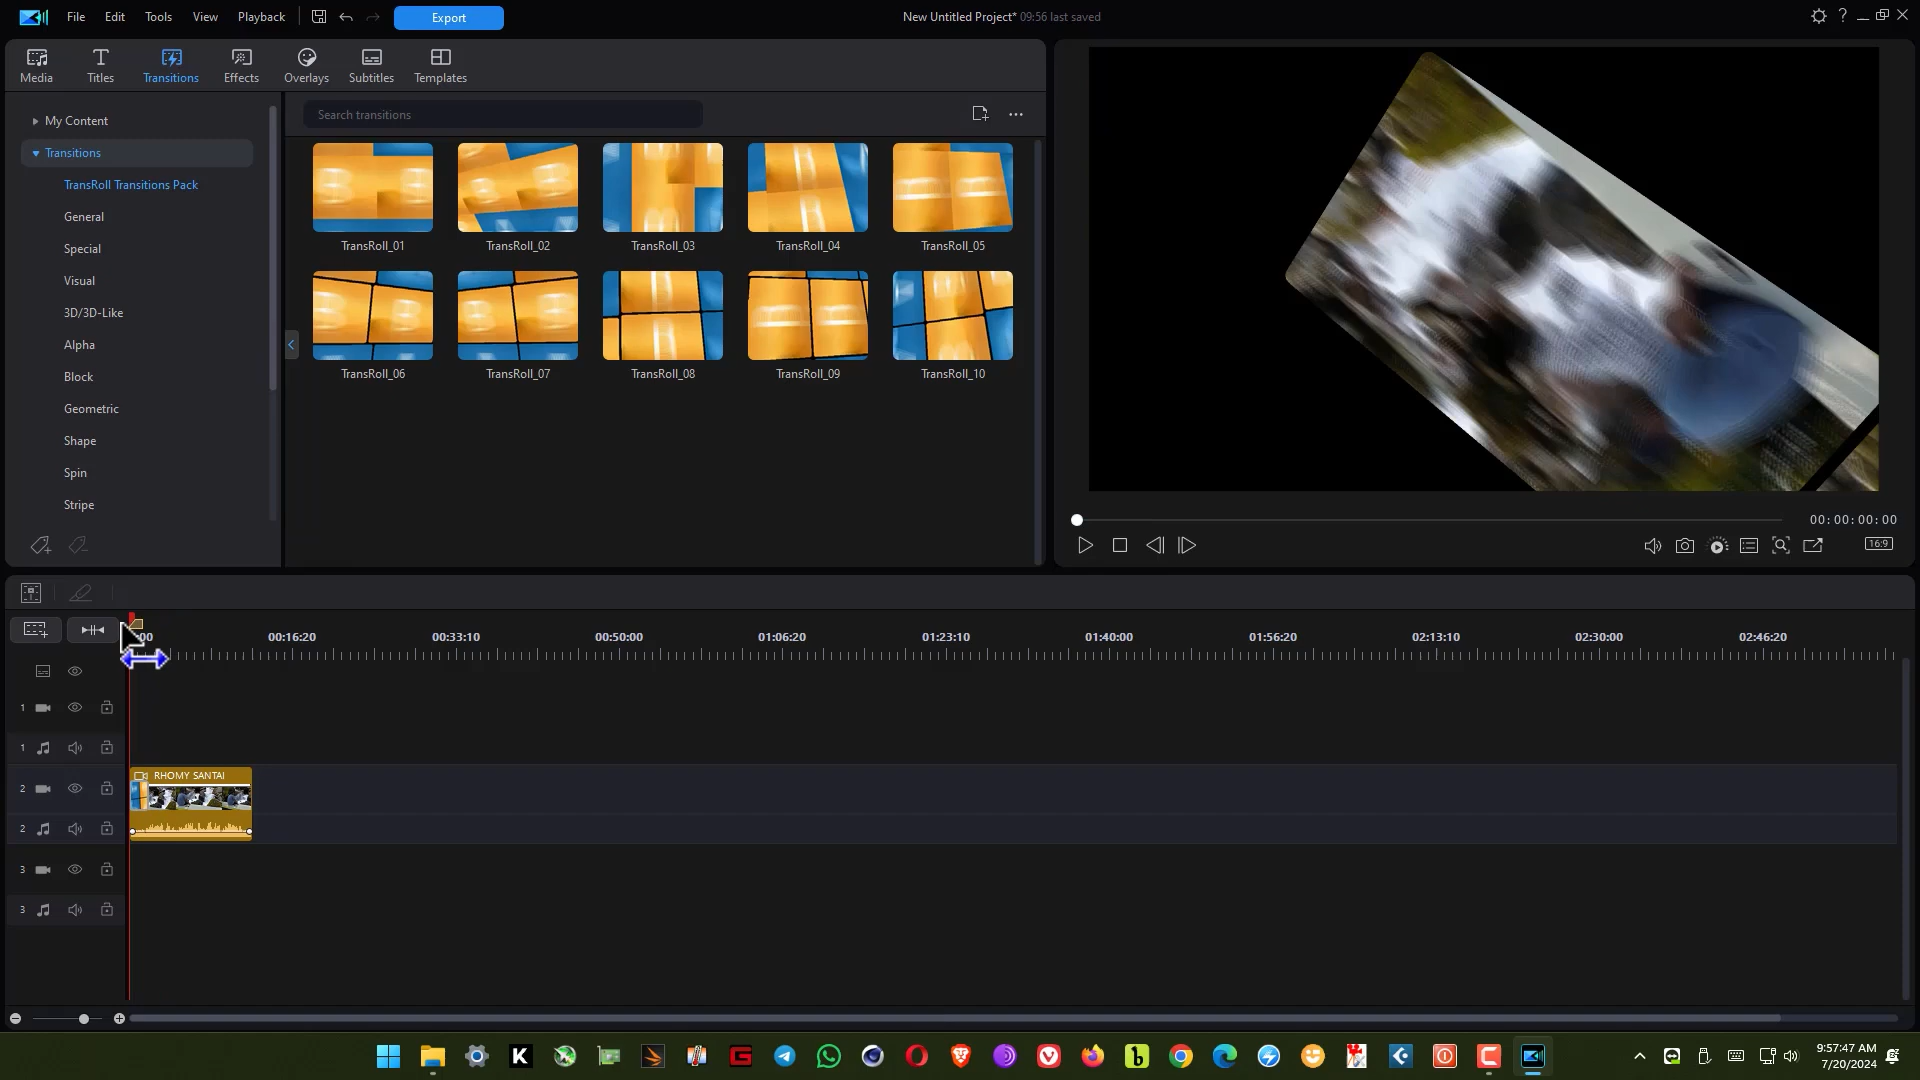 File Edit View Tools Playback Export New Untitled Project* 09:56 last saved
Media Titles Transitions Effects Overlays Subtitles Templates
My Content
Transitions
TransRoll Transitions Pack
General
Special
Visual
3D/3D-Like
Alpha
Block
Geometric
Shape
Spin
Stripe
Search transitions
TransRoll_01 TransRoll_02 TransRoll_03 TransRoll_04 TransRoll_05
TransRoll_06 TransRoll_07 TransRoll_08 TransRoll_09 TransRoll_10
00:00:00:00
16:9
00:16:20 00:33:10 00:50:00 01:06:20 01:23:10 01:40:00 01:56:20 02:13:10 02:30:00 02:46:20
1
1
RHOMY SANTAI
2
2
3
3
9:57:47 AM
7/20/2024